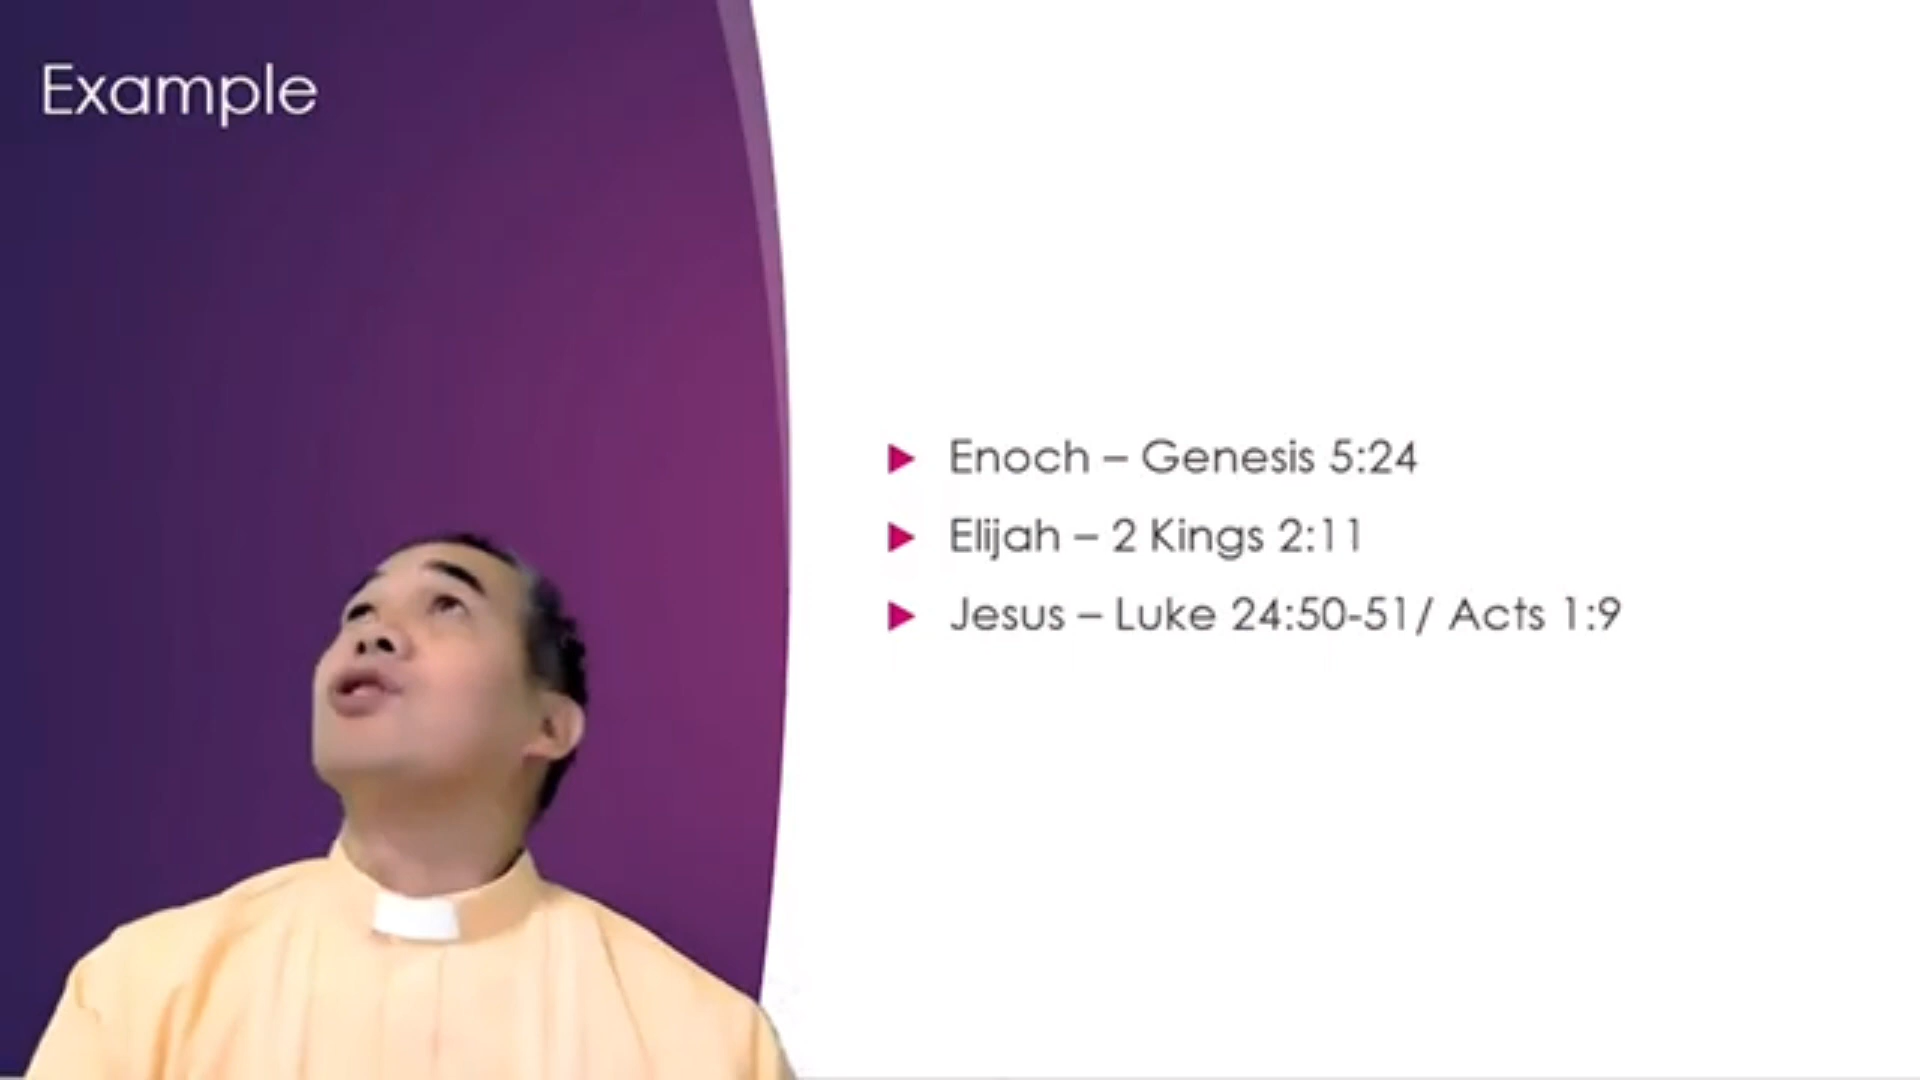 Example
Enoch – Genesis 5:24
Elijah – 2 Kings 2:11
Jesus – Luke 24:50-51/ Acts 1:9